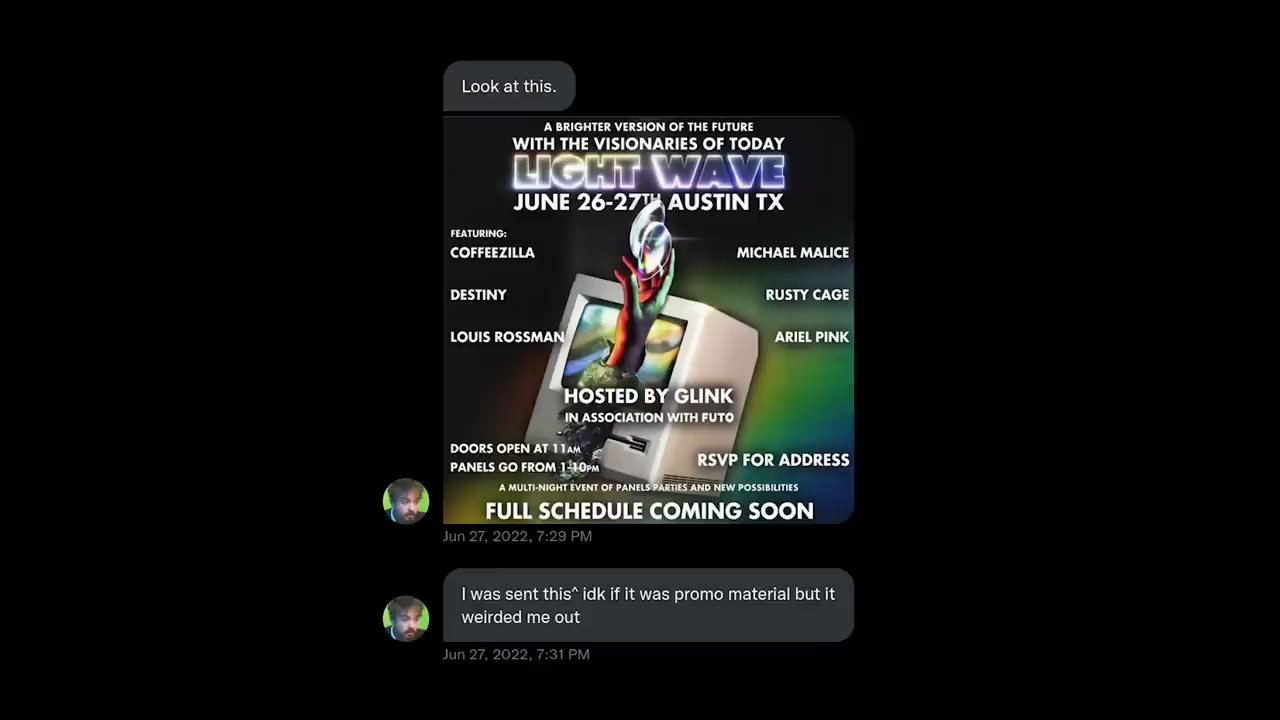 Look at this.
A BRIGHTER VERSION OF THE FUTURE
WITH THE VISIONARIES OF TODAY
LIGHT WAVE
JUNE 26-27TH AUSTIN TX
FEATURING:
COFFEEZILLA
MICHAEL MALICE
DESTINY
RUSTY CAGE
LOUIS ROSSMAN
ARIEL PINK
HOSTED BY GLINK
IN ASSOCIATION WITH FUTO
DOORS OPEN AT 11AM
PANELS GO FROM 1-10PM
RSVP FOR ADDRESS
A MULTI-NIGHT EVENT OF PANELS PARTIES AND NEW POSSIBILITIES
FULL SCHEDULE COMING SOON
Jun 27, 2022, 7:29 PM
I was sent this^ idk if it was promo material but it
weirded me out
Jun 27, 2022, 7:31 PM